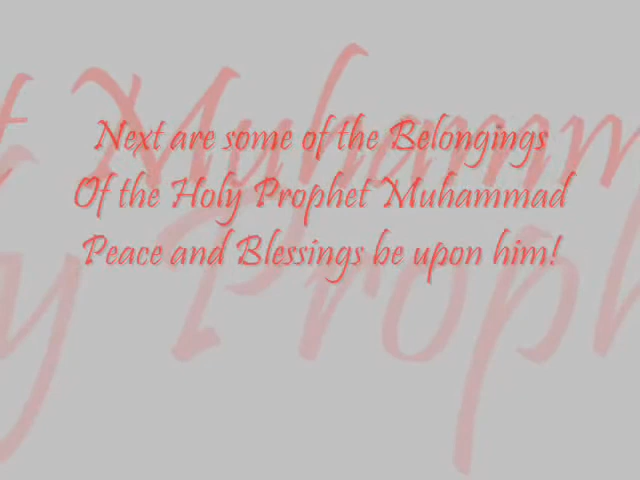 Next are some of the Belongings
Of the Holy Prophet Muhammad
Peace and Blessings be upon him!